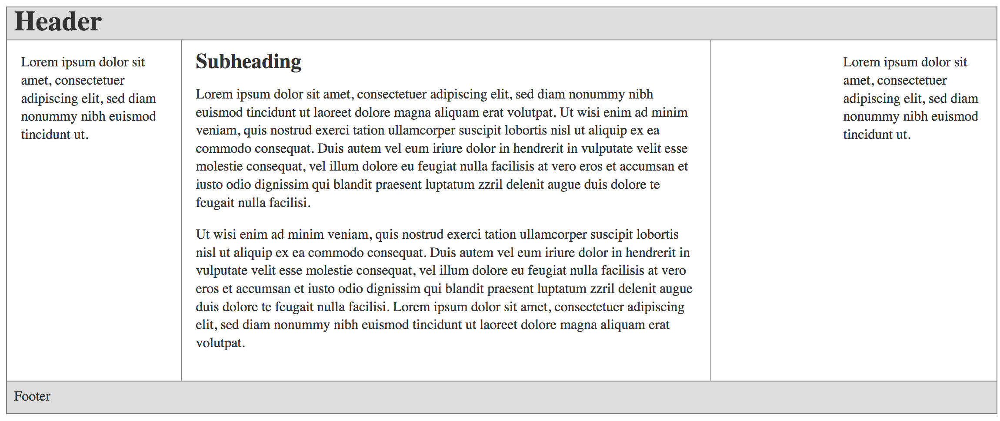 Header
Lorem ipsum dolor sit
amet, consectetuer
adipiscing elit, sed diam
nonummy nibh euismod
tincidunt ut.
Subheading
Lorem ipsum dolor sit amet, consectetuer adipiscing elit, sed diam nonummy nibh
euismod tincidunt ut laoreet dolore magna aliquam erat volutpat. Ut wisi enim ad minim
veniam, quis nostrud exerci tation ullamcorper suscipit lobortis nisl ut aliquip ex ea
commodo consequat. Duis autem vel eum iriure dolor in hendrerit in vulputate velit esse
molestie consequat, vel illum dolore eu feugiat nulla facilisis at vero eros et accumsan et
iusto odio dignissim qui blandit praesent luptatum zzril delenit augue duis dolore te
feugait nulla facilisi.
Ut wisi enim ad minim veniam, quis nostrud exerci tation ullamcorper suscipit lobortis
nisl ut aliquip ex ea commodo consequat. Duis autem vel eum iriure dolor in hendrerit in
vulputate velit esse molestie consequat, vel illum dolore eu feugiat nulla facilisis at vero
eros et accumsan et iusto odio dignissim qui blandit praesent luptatum zzril delenit augue
duis dolore te feugait nulla facilisi. Lorem ipsum dolor sit amet, consectetuer adipiscing
elit, sed diam nonummy nibh euismod tincidunt ut laoreet dolore magna aliquam erat
volutpat.
Lorem ipsum dolor sit
amet, consectetuer
adipiscing elit, sed diam
nonummy nibh euismod
tincidunt ut.
Footer